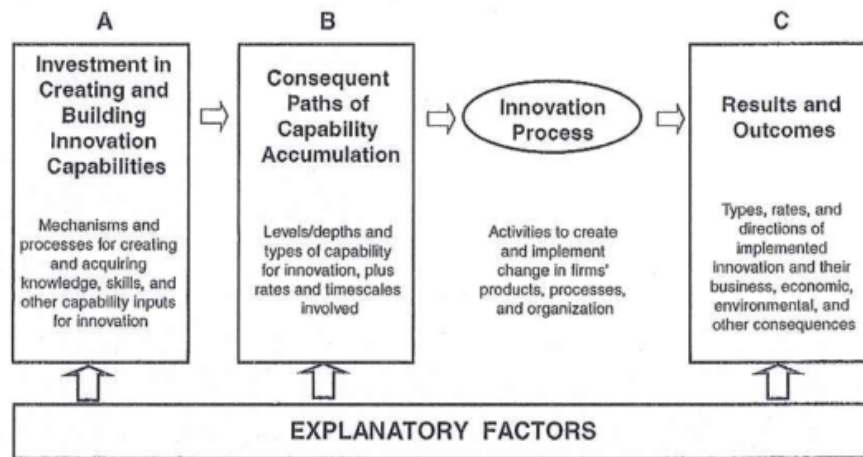 A
B
C
Investment in
Creating and
Building
Innovation
Capabilities
Mechanisms and
processes for creating
and acquiring
knowledge, skills, and
other capability inputs
for innovation
Consequent
Paths of
Capability
Accumulation
Levels/depths and
types of capability
for innovation, plus
rates and timescales
involved
Innovation
Process
Activities to create
and implement
change in firms'
products, processes,
and organization
Results and
Outcomes
Types, rates, and
directions of
implemented
innovation and their
business, economic,
environmental, and
other consequences
EXPLANATORY FACTORS